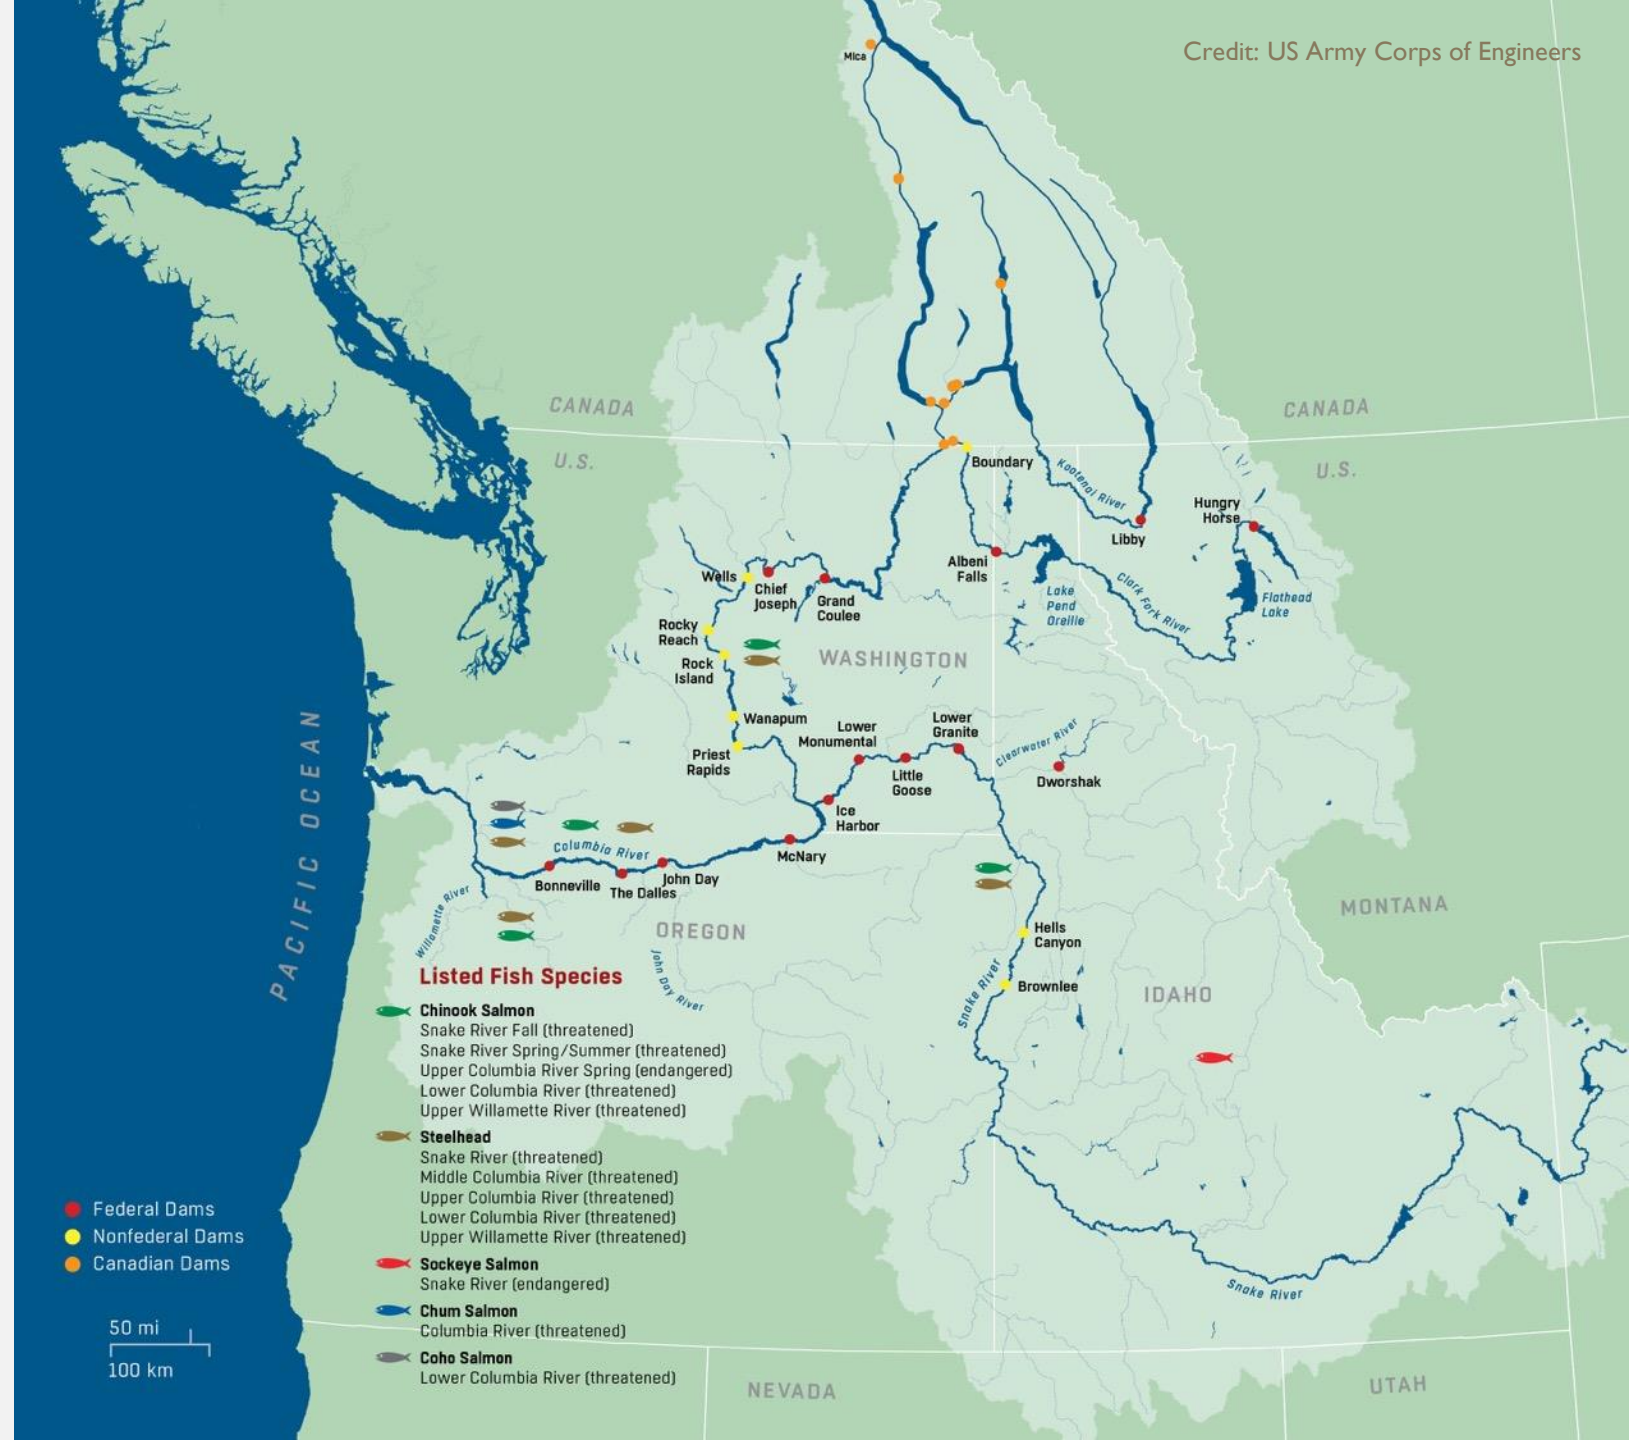 Credit: US Army Corps of Engineers
Mica
CANADA
CANADA
U.S.
U.S.
Boundary
Kootenai River
Hungry
Horse
Libby
Albeni
Falls
Wells
Chief
Joseph
Grand
Coulee
Lake
Pend
Oreille
Clark Fork River
Flathead
Lake
Rocky
Reach
Rock
Island
WASHINGTON
Wanapum
Lower
Monumental
Lower
Granite
Priest
Rapids
Little
Goose
Clearwater River
Dworshak
Ice
Harbor
PACIFIC OCEAN
Columbia River
McNary
Bonneville
The Dalles
John Day
Willamette River
OREGON
John Day River
MONTANA
Hells
Canyon
Snake River
Brownlee
IDAHO
Listed Fish Species
Chinook Salmon
Snake River Fall (threatened)
Snake River Spring/Summer (threatened)
Upper Columbia River Spring (endangered)
Lower Columbia River (threatened)
Upper Willamette River (threatened)
Steelhead
Snake River (threatened)
Middle Columbia River (threatened)
Upper Columbia River (threatened)
Lower Columbia River (threatened)
Upper Willamette River (threatened)
Sockeye Salmon
Snake River (endangered)
Chum Salmon
Columbia River (threatened)
Coho Salmon
Lower Columbia River (threatened)
Federal Dams
Nonfederal Dams
Canadian Dams
50 mi
100 km
Snake River
NEVADA
UTAH